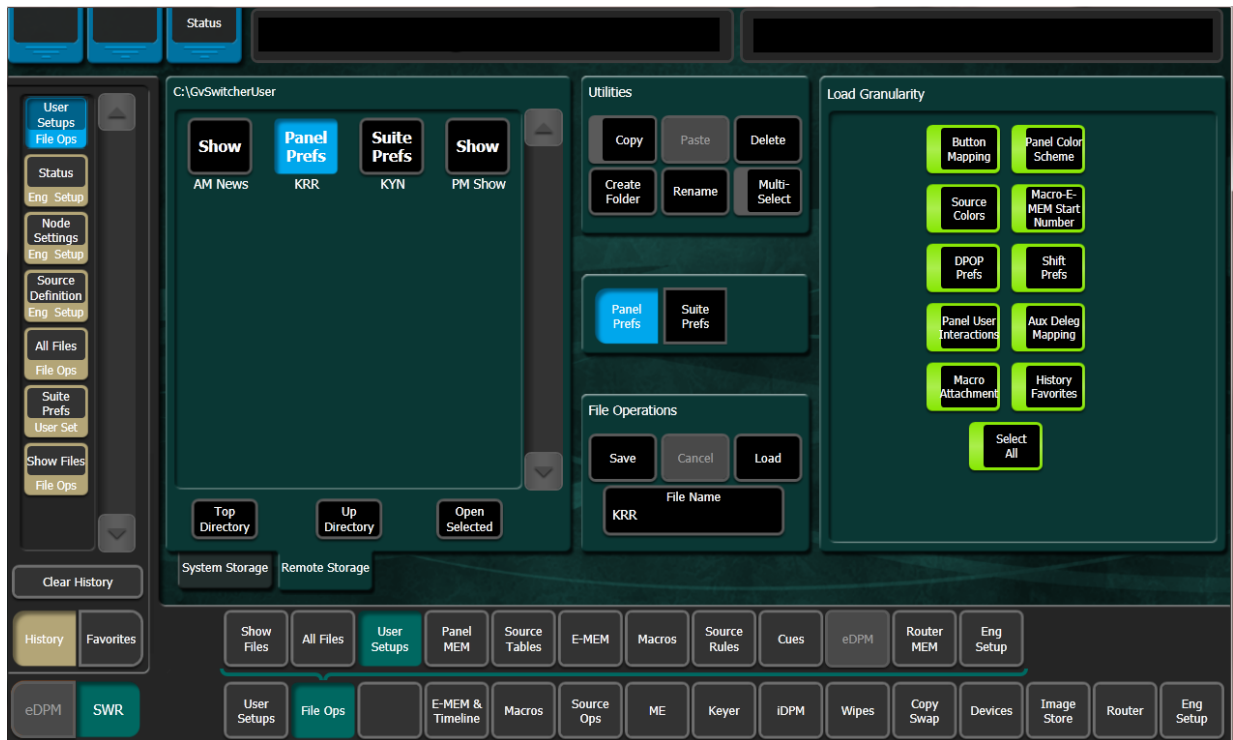 Status
User
Setups
File Ops
Status
Eng Setup
Node
Settings
Eng Setup
Source
Definition
Eng Setup
All Files
File Ops
Suite
Prefs
User Set
Show Files
File Ops
Clear History
History
Favorites
eDPM
SWR
C:\GvSwitcherUser
Show
AM News
Panel
Prefs
KRR
Suite
Prefs
KYN
Show
PM Show
Top
Directory
Up
Directory
Open
Selected
System Storage
Remote Storage
Utilities
Copy
Paste
Delete
Create
Folder
Rename
Multi-
Select
Panel
Prefs
Suite
Prefs
File Operations
Save
Cancel
Load
File Name
KRR
Load Granularity
Button
Mapping
Panel Color
Scheme
Source
Colors
Macro-E-
MEM Start
Number
DPOP
Prefs
Shift
Prefs
Panel User
Interactions
Aux Deleg
Mapping
Macro
Attachment
History
Favorites
Select
All
Show
Files
All Files
User
Setups
Panel
MEM
Source
Tables
E-MEM
Macros
Source
Rules
Cues
eDPM
Router
MEM
Eng
Setup
User
Setups
File Ops
E-MEM &
Timeline
Macros
Source
Ops
ME
Keyer
iDPM
Wipes
Copy
Swap
Devices
Image
Store
Router
Eng
Setup